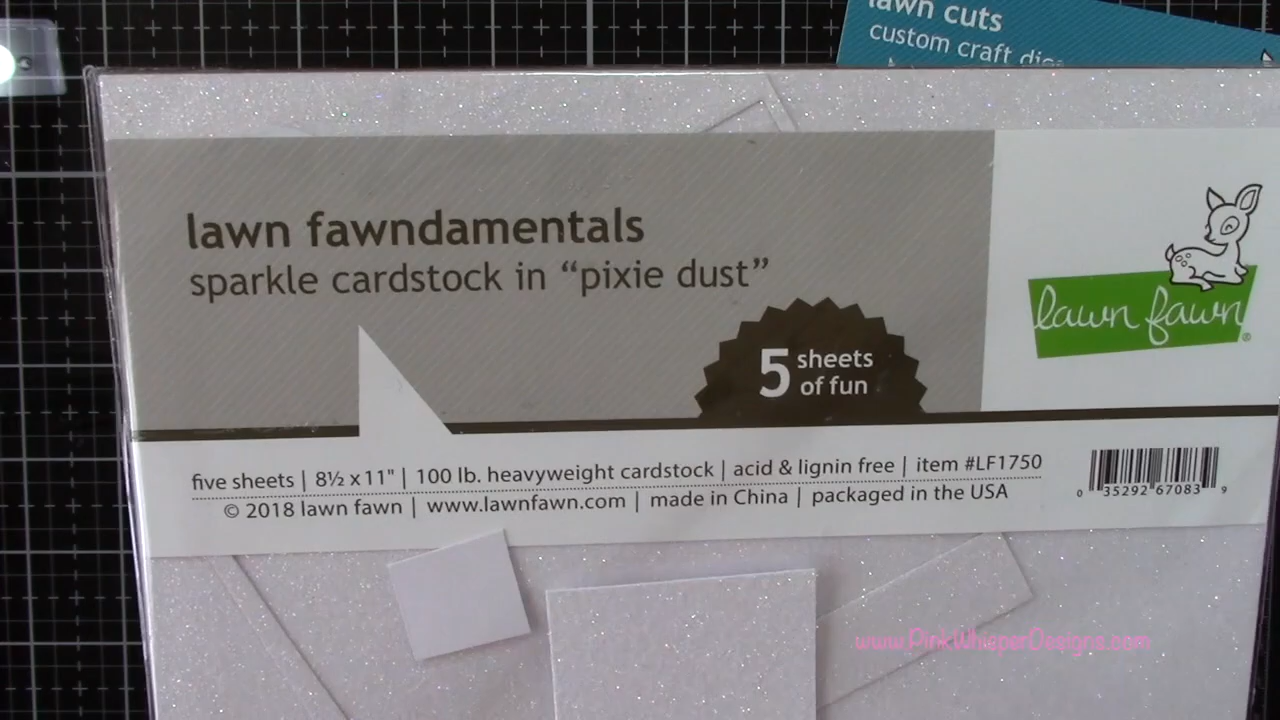 lawn cuts
custom craft dies
lawn fawndamentals
sparkle cardstock in “pixie dust”
5 sheets
of fun
lawn fawn®
five sheets | 8½ x 11" | 100 lb. heavyweight cardstock | acid & lignin free | item #LF1750
© 2018 lawn fawn | www.lawnfawn.com | made in China | packaged in the USA
0 35292 67083 9
www.PinkWhisperDesigns.com